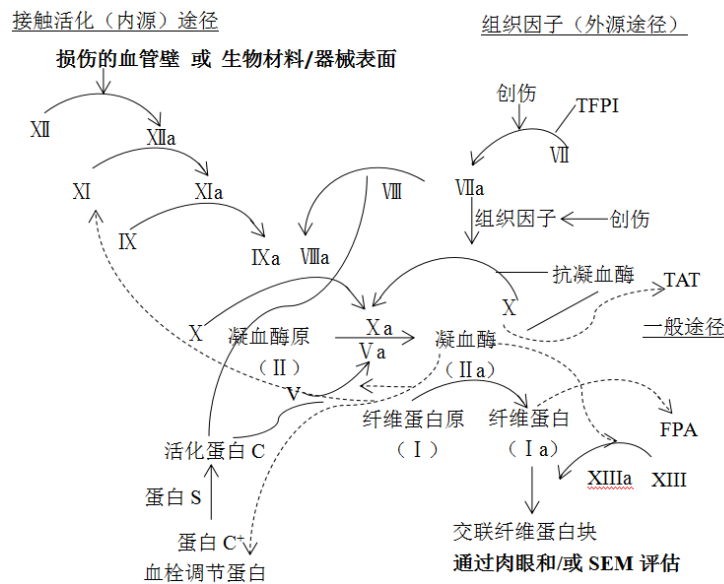 接触活化（内源）途径
组织因子（外源途径）
损伤的血管壁 或 生物材料/器械表面
创伤
TFPI
Ⅻ
Ⅻa
Ⅶ
Ⅺ
Ⅺa
Ⅷ
Ⅶa
组织因子
创伤
Ⅸ
Ⅸa
Ⅷa
抗凝血酶
TAT
Ⅹ
Ⅹ
Ⅹa
一般途径
凝血酶原
（Ⅱ）
Ⅴa
凝血酶
（Ⅱa）
V
纤维蛋白原
（Ⅰ）
纤维蛋白
（Ⅰa）
FPA
活化蛋白 C
XIIIa
XIII
蛋白 S
蛋白 C⁺
血栓调节蛋白
交联纤维蛋白块
通过肉眼和/或 SEM 评估